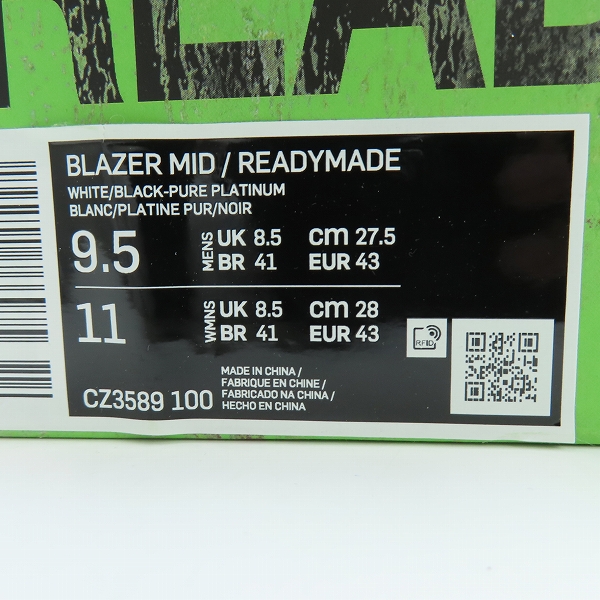 READ
BLAZER MID / READYMADE
WHITE/BLACK-PURE PLATINUM
BLANC/PLATINE PUR/NOIR
9.5 MENS UK 8.5 cm 27.5
BR 41 EUR 43
11 WMNS UK 8.5 cm 28
BR 41 EUR 43
RFID
CZ3589 100
MADE IN CHINA /
FABRIQUE EN CHINE /
FABRICADO NA CHINA /
HECHO EN CHINA